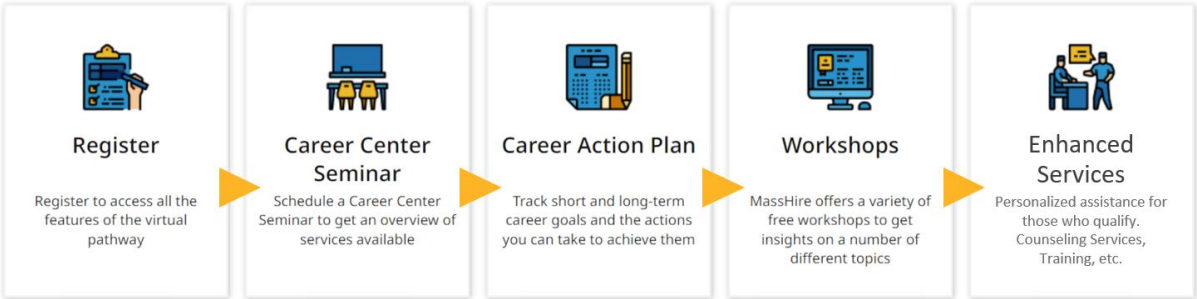 Register
Register to access all the
features of the virtual
pathway
Career Center
Seminar
Schedule a Career Center
Seminar to get an overview of
services available
Career Action Plan
Track short and long-term
career goals and the actions
you can take to achieve them
Workshops
MassHire offers a variety of
free workshops to get
insights on a number of
different topics
Enhanced
Services
Personalized assistance for
those who qualify.
Counseling Services,
Training, etc.